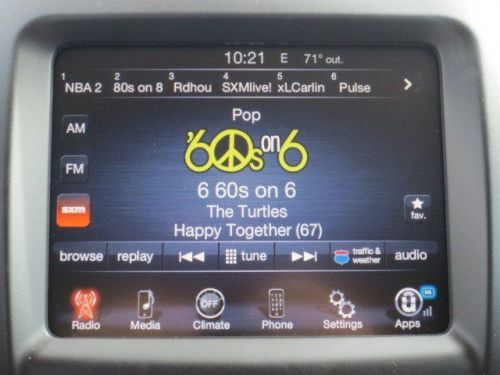 10:21 E 71° out.
1 2 3 4 5 6
NBA 2 80s on 8 Rdhou SXMlive! xLCarlin Pulse
Pop
AM
'60s on 6
FM
6 60s on 6
sxm
The Turtles
fav.
Happy Together (67)
browse replay tune traffic & weather audio
OFF 3G
Radio Media Climate Phone Settings Apps